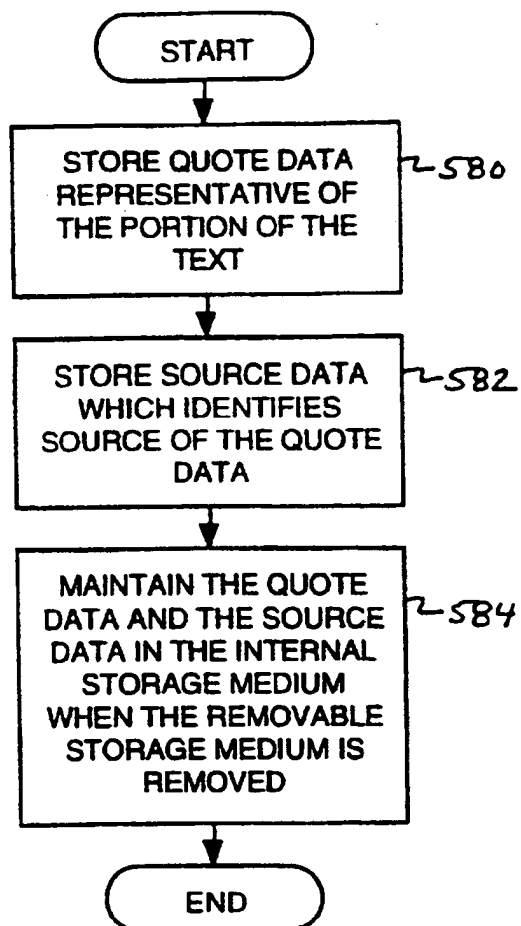 START
STORE QUOTE DATA
REPRESENTATIVE OF
THE PORTION OF THE
TEXT
580
STORE SOURCE DATA
WHICH IDENTIFIES
SOURCE OF THE QUOTE
DATA
582
MAINTAIN THE QUOTE
DATA AND THE SOURCE
DATA IN THE INTERNAL
STORAGE MEDIUM
WHEN THE REMOVABLE
STORAGE MEDIUM IS
REMOVED
584
END